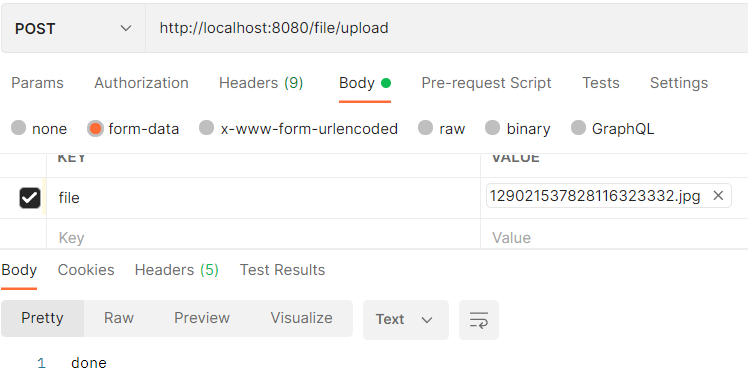 POST http://localhost:8080/file/upload
Params Authorization Headers (9) Body Pre-request Script Tests Settings
none form-data x-www-form-urlencoded raw binary GraphQL
KEY VALUE
file 129021537828116323332.jpg
Key Value
Body Cookies Headers (5) Test Results
Pretty Raw Preview Visualize Text
1 done